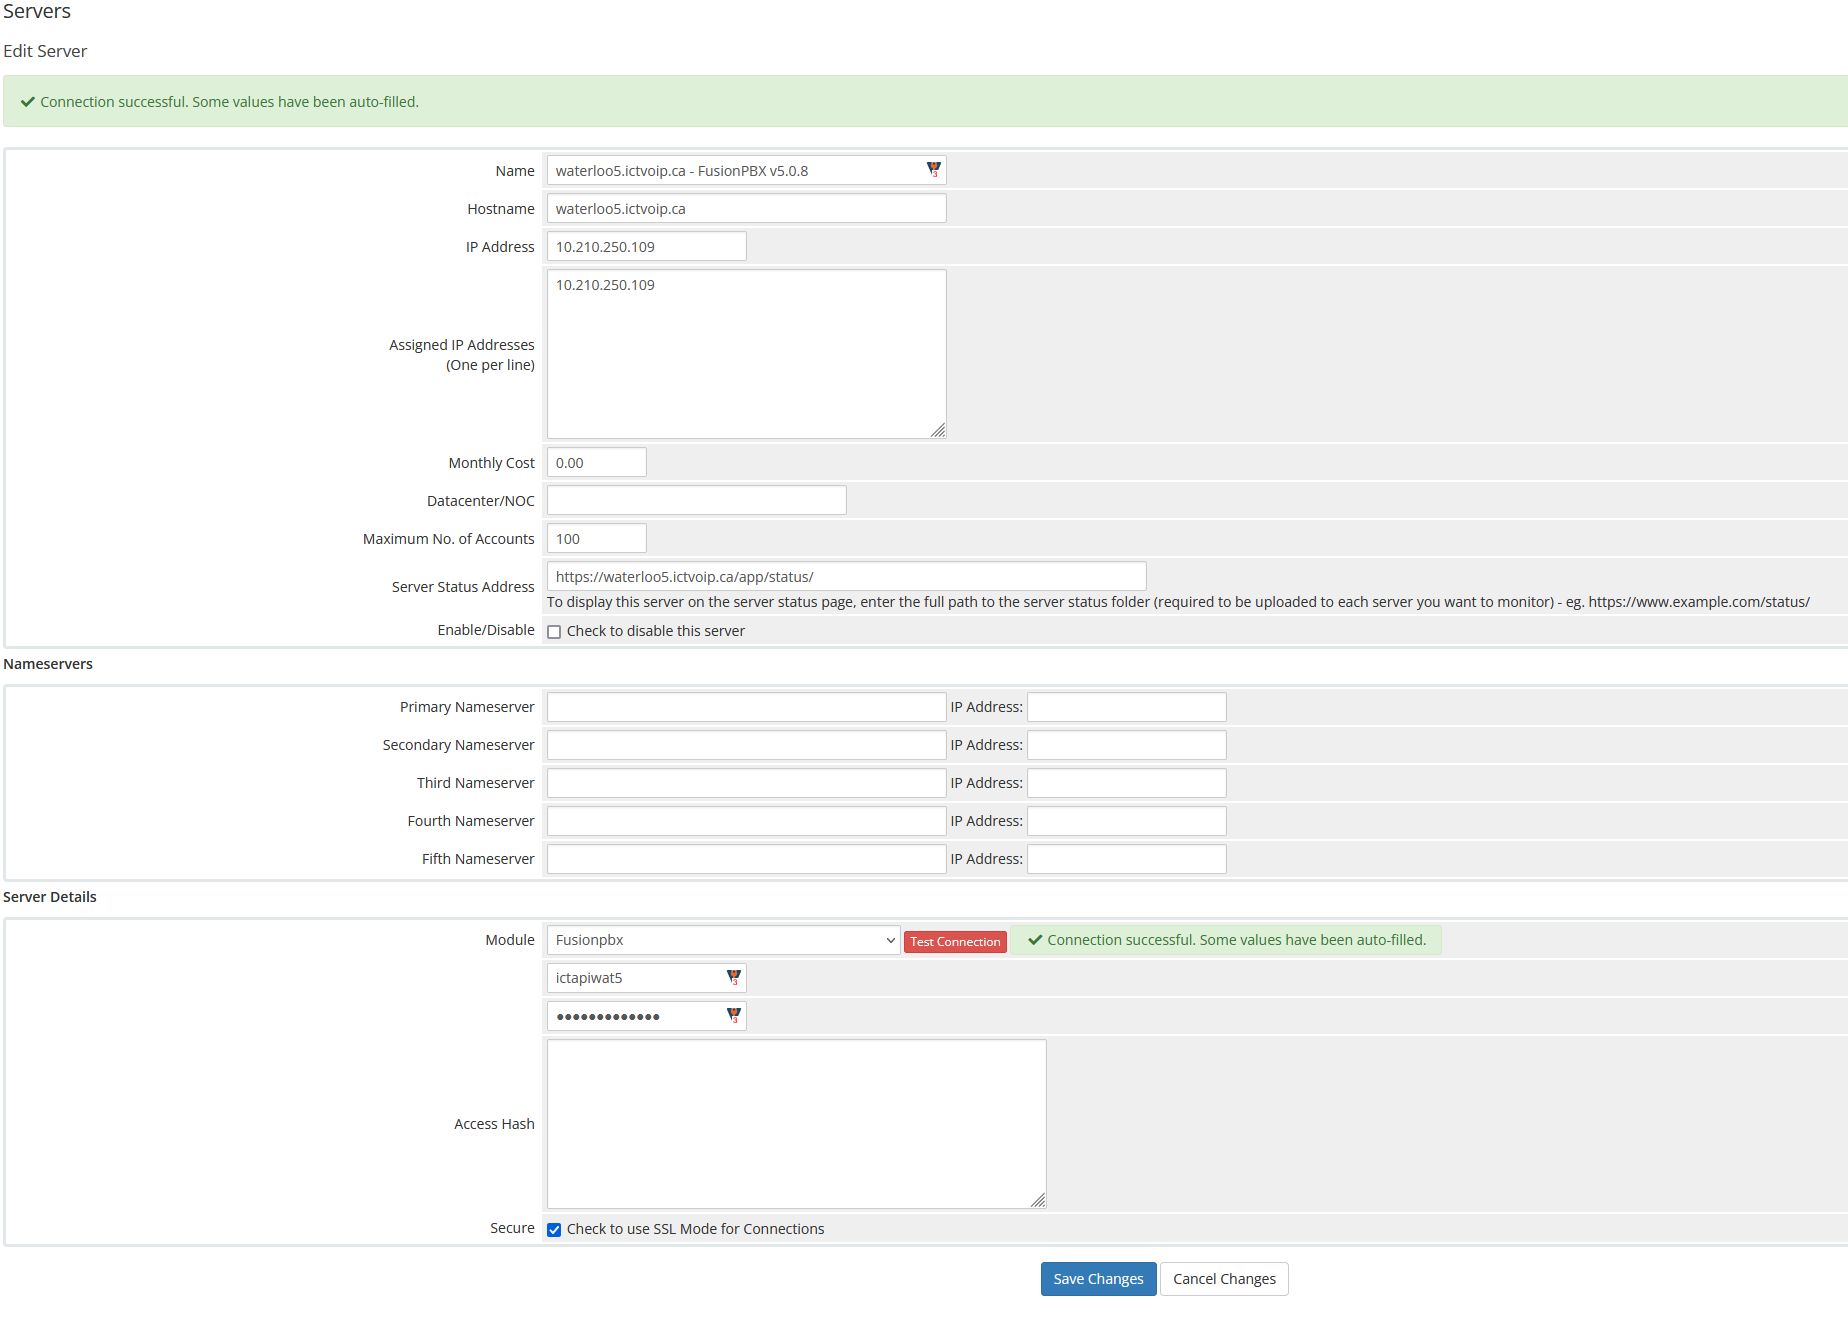 Servers
Edit Server
Connection successful. Some values have been auto-filled.
Name waterloo5.ictvoip.ca - FusionPBX v5.0.8
Hostname waterloo5.ictvoip.ca
IP Address 10.210.250.109
10.210.250.109
Assigned IP Addresses
(One per line)
Monthly Cost 0.00
Datacenter/NOC
Maximum No. of Accounts 100
Server Status Address https://waterloo5.ictvoip.ca/app/status/
To display this server on the server status page, enter the full path to the server status folder (required to be uploaded to each server you want to monitor) - eg. https://www.example.com/status/
Enable/Disable Check to disable this server
Nameservers
Primary Nameserver IP Address:
Secondary Nameserver IP Address:
Third Nameserver IP Address:
Fourth Nameserver IP Address:
Fifth Nameserver IP Address:
Server Details
Module Fusionpbx Test Connection Connection successful. Some values have been auto-filled.
ictapiwat5
•••••••••••••
Access Hash
Secure Check to use SSL Mode for Connections
Save Changes Cancel Changes